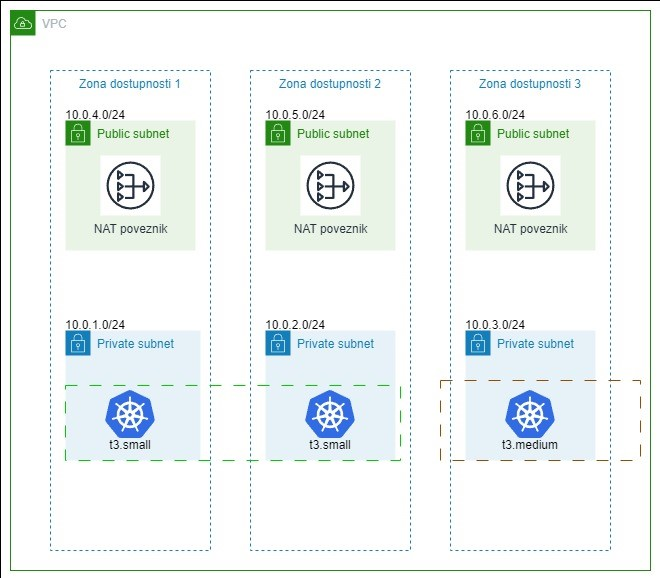 VPC
Zona dostupnosti 1
Zona dostupnosti 2
Zona dostupnosti 3
10.0.4.0/24
10.0.5.0/24
10.0.6.0/24
Public subnet
Public subnet
Public subnet
NAT poveznik
NAT poveznik
NAT poveznik
10.0.1.0/24
10.0.2.0/24
10.0.3.0/24
Private subnet
Private subnet
Private subnet
t3.small
t3.small
t3.medium